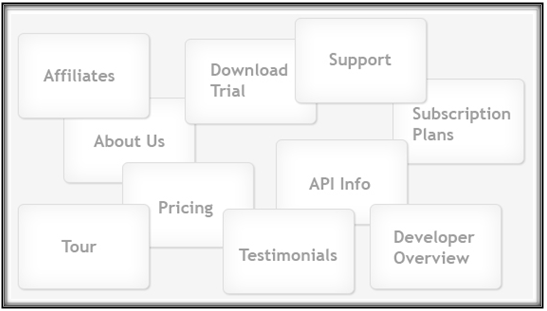 Support
Affiliates
Download
Trial
Subscription
Plans
About Us
API Info
Pricing
Tour
Testimonials
Developer
Overview